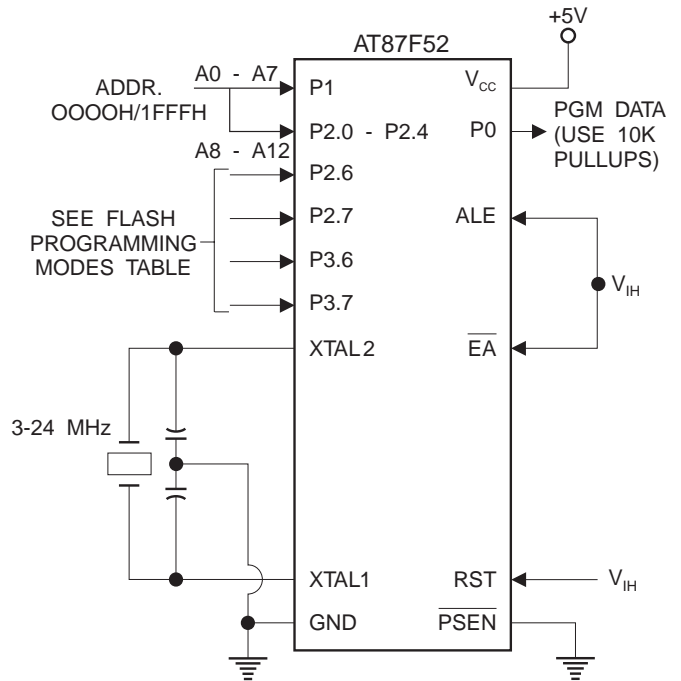 +5V
AT87F52
A0 - A7
ADDR.
OOOOH/1FFFH
P1
VCC
P2.0 - P2.4
P0
PGM DATA
(USE 10K
PULLUPS)
A8 - A12
P2.6
SEE FLASH
PROGRAMMING
MODES TABLE
P2.7
ALE
P3.6
VIH
P3.7
XTAL2
EA
3-24 MHz
XTAL1
RST
VIH
GND
PSEN